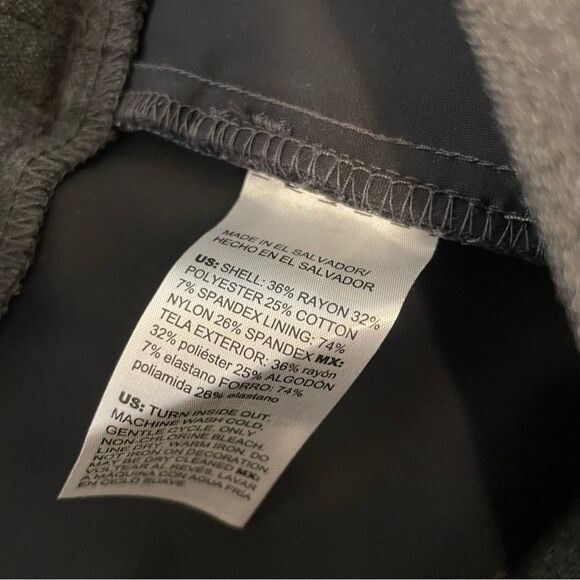 MADE IN EL SALVADOR/
HECHO EN EL SALVADOR
US: SHELL: 36% RAYON 32%
POLYESTER 25% COTTON
7% SPANDEX LINING: 74%
NYLON 26% SPANDEX MX:
TELA EXTERIOR: 36% rayón
32% poliéster 25% ALGODÓN
7% elastano FORRO: 74%
poliamida 26% elastano
US: TURN INSIDE OUT.
MACHINE WASH COLD,
GENTLE CYCLE. ONLY
NON-CHLORINE BLEACH.
LINE DRY. WARM IRON. DO
NOT IRON ON DECORATION.
MAY BE DRY CLEANED MX:
VOLTEAR AL REVÉS. LAVAR
A MAQUINA CON AGUA FRÍA
EN CICLO SUAVE.